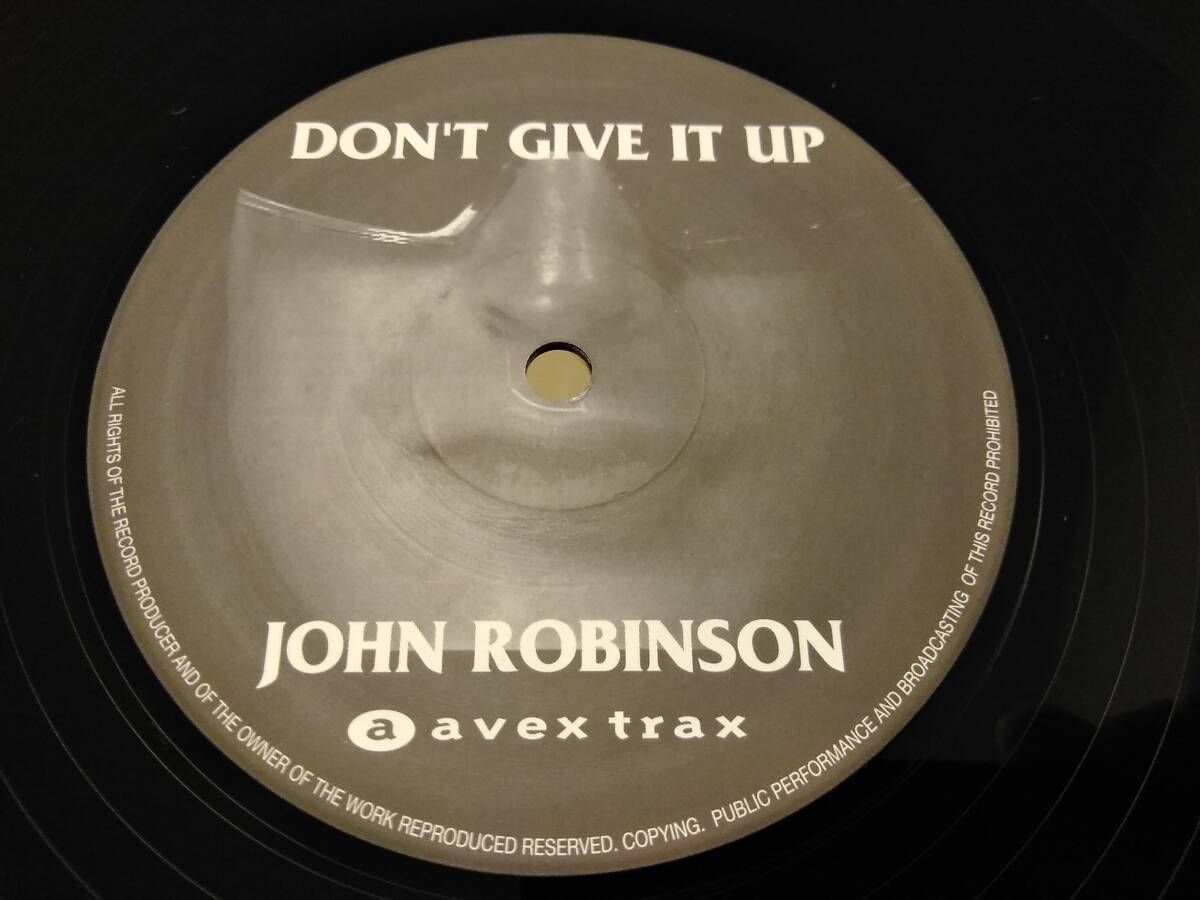 DON'T GIVE IT UP
JOHN ROBINSON
a avex trax
ALL RIGHTS OF THE RECORD PRODUCER AND OF THE OWNER OF THE WORK REPRODUCED RESERVED. COPYING. PUBLIC PERFORMANCE AND BROADCASTING OF THIS RECORD PROHIBITED